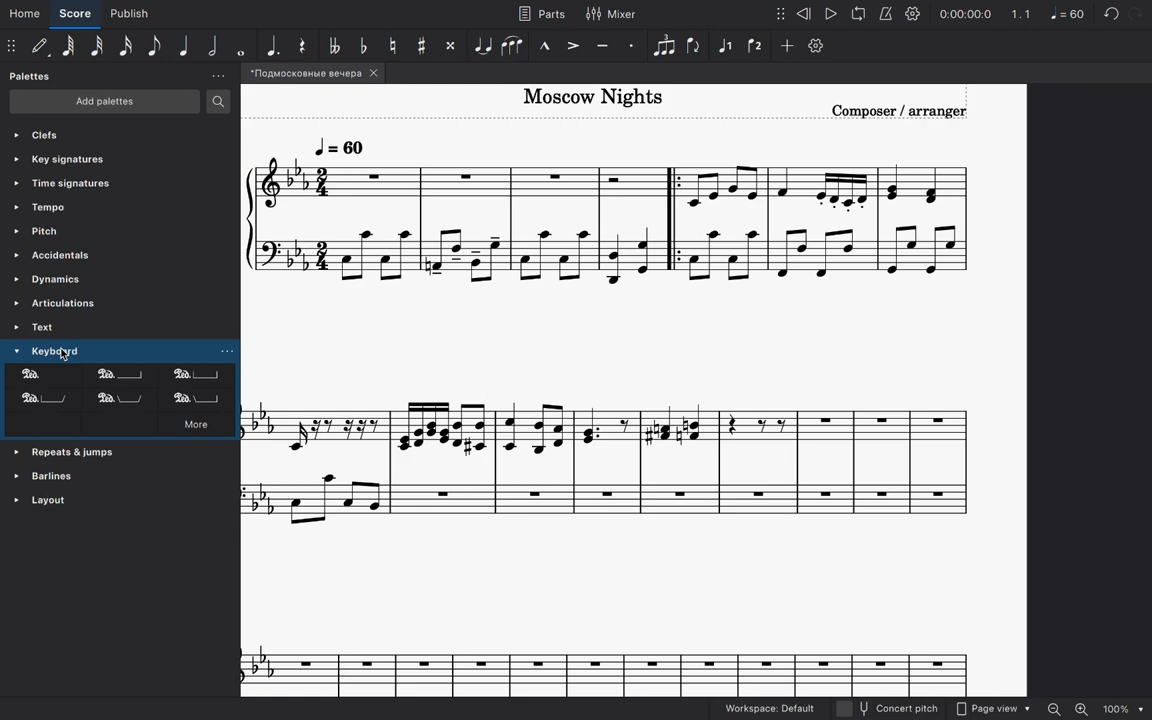 Home Score Publish Parts Mixer 0:00:00:0 1. 1 = 60
Palettes *Подмосковные вечера
Add palettes
Moscow Nights
Composer / arranger
Clefs
= 60
Key signatures
Time signatures
Tempo
Pitch
Accidentals
Dynamics
Articulations
Text
Keyboard
More
Repeats & jumps
Barlines
Layout
Workspace: Default Concert pitch Page view 100%